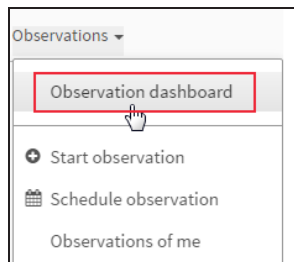 Observations
Observation dashboard
Start observation
Schedule observation
Observations of me